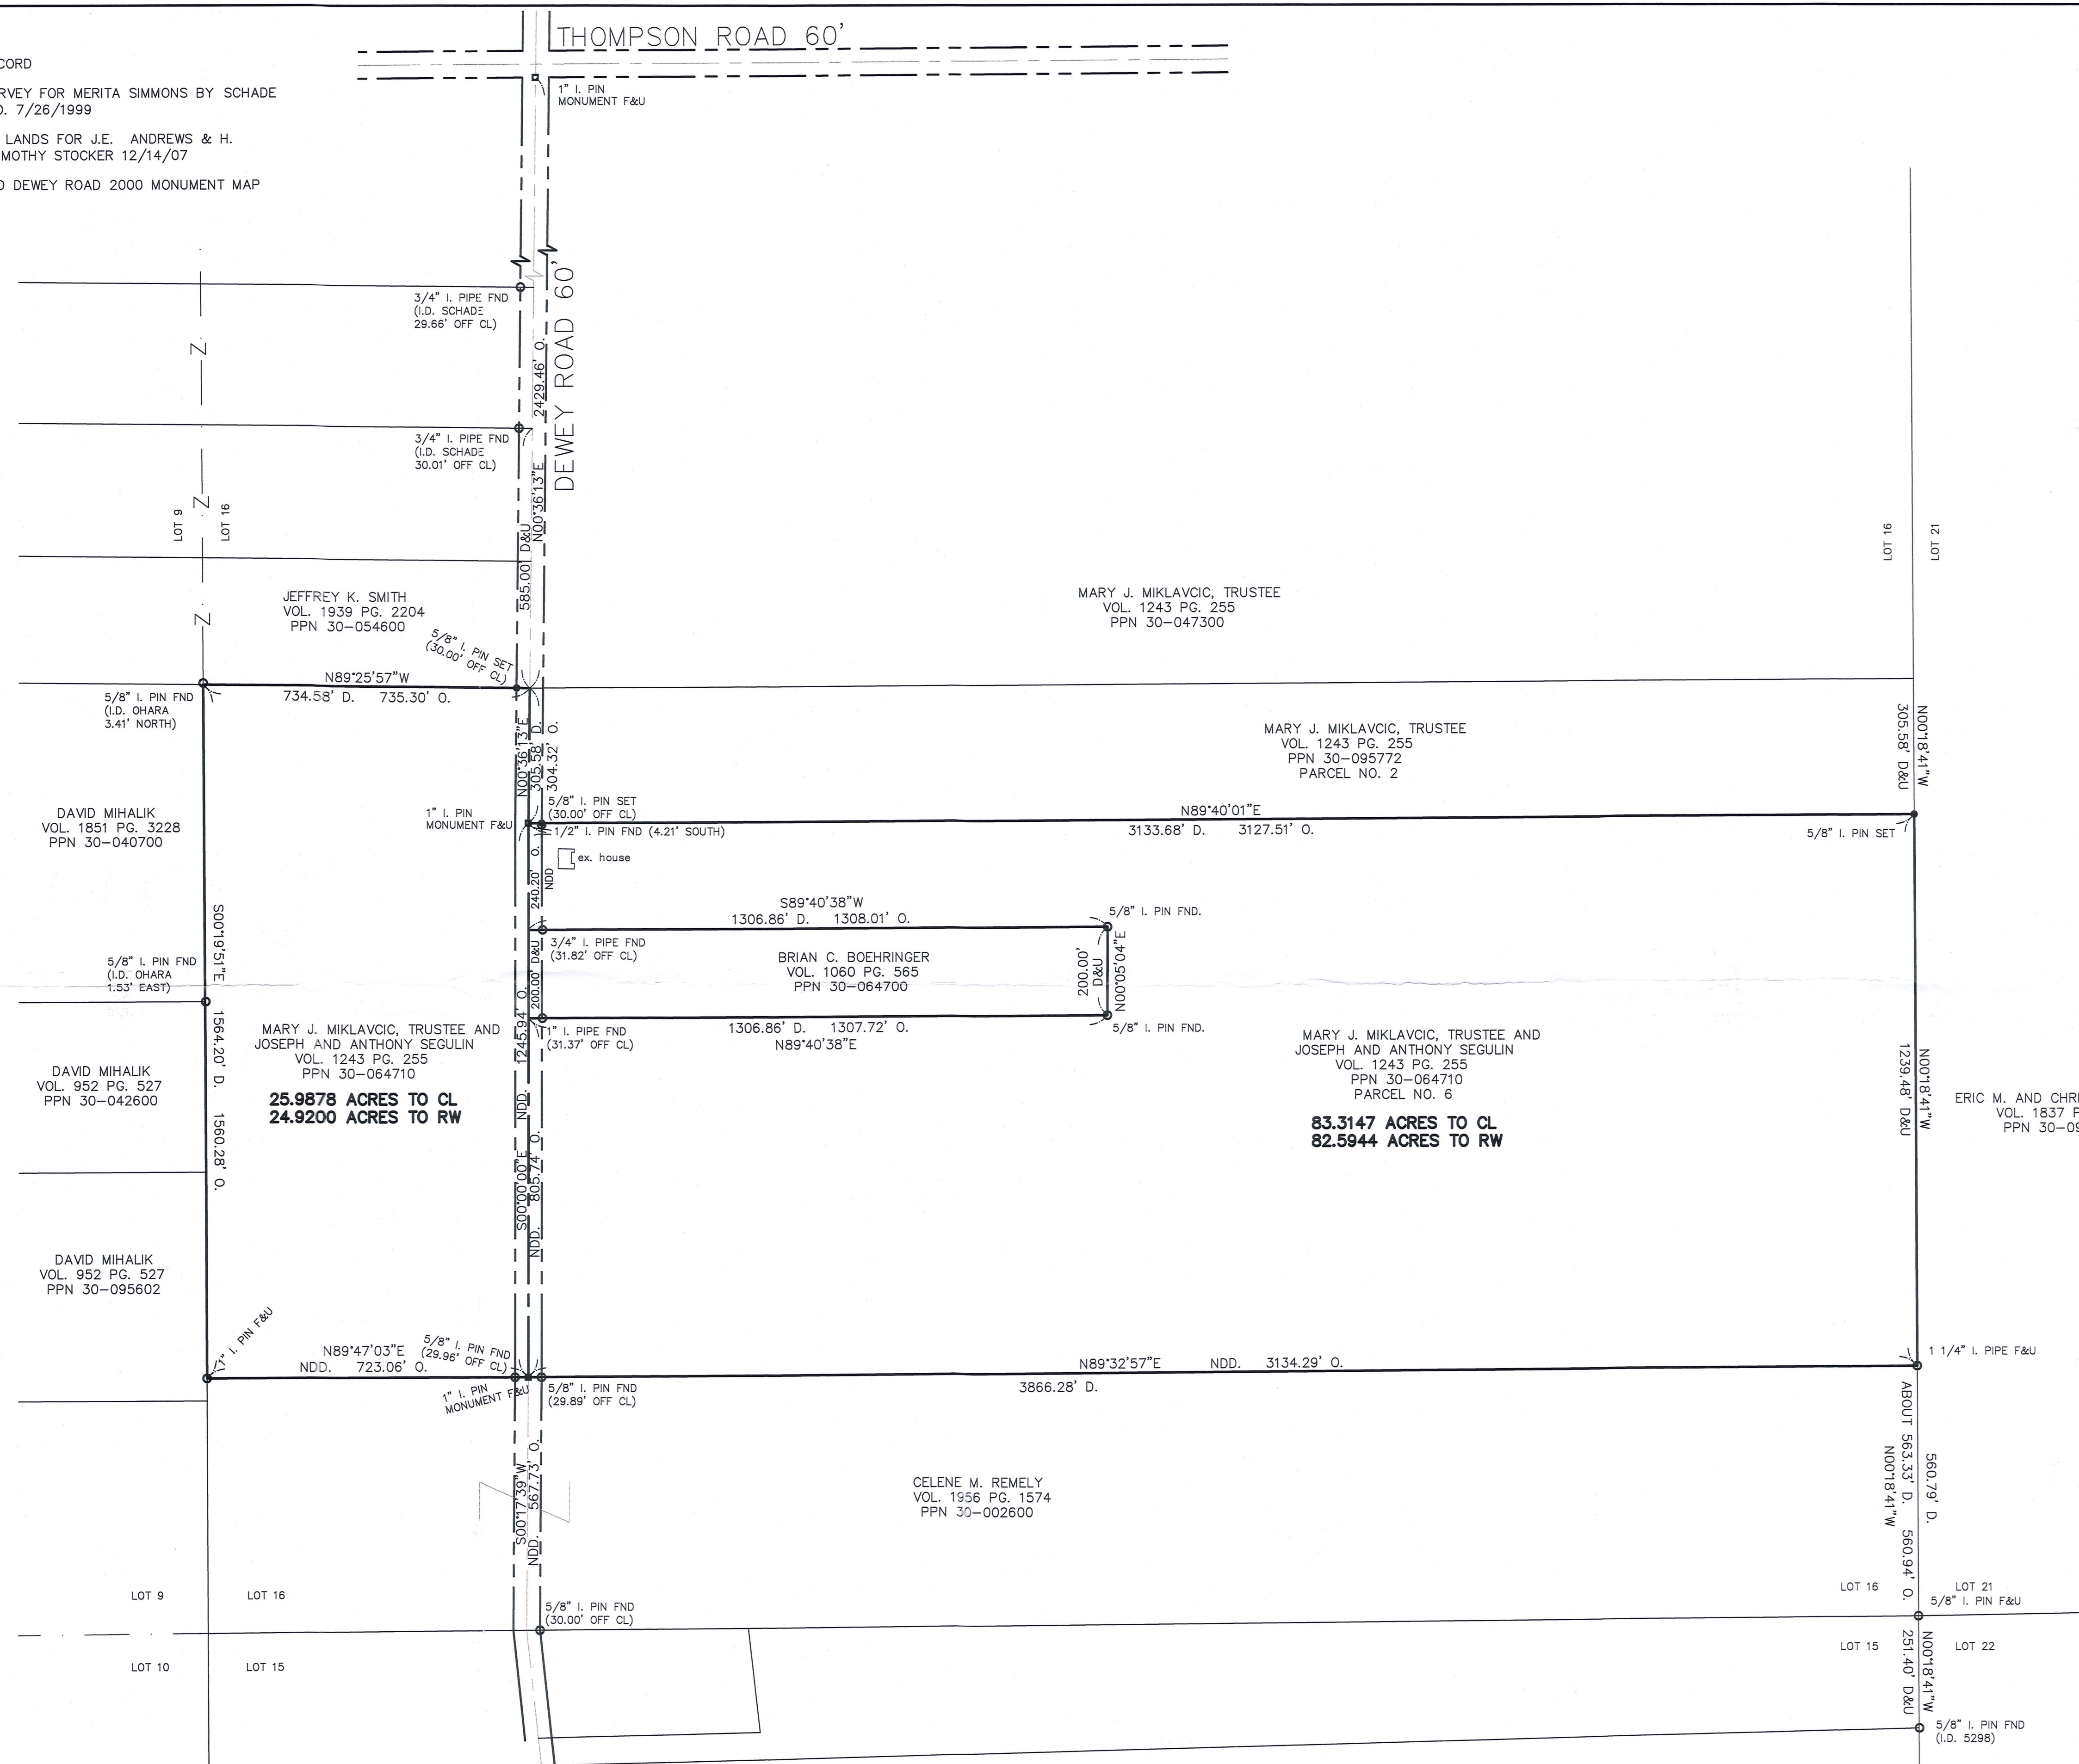 THOMPSON ROAD 60'
1" I. PIN
MONUMENT F&U
CORD
RVEY FOR MERITA SIMMONS BY SCHADE
D. 7/26/1999
LANDS FOR J.E. ANDREWS & H.
MOTHY STOCKER 12/14/07
D DEWEY ROAD 2000 MONUMENT MAP
3/4" I. PIPE FND
(I.D. SCHADE
29.66' OFF CL)
DEWEY ROAD 60'
2429.46' O.
N00°36'13"E
3/4" I. PIPE FND
(I.D. SCHADE
30.01' OFF CL)
Z
Z
Z
LOT 9
LOT 16
585.00' D&U
LOT 16
LOT 21
JEFFREY K. SMITH
VOL. 1939 PG. 2204
PPN 30-054600
5/8" I. PIN SET
(30.00' OFF CL)
MARY J. MIKLAVCIC, TRUSTEE
VOL. 1243 PG. 255
PPN 30-047300
N89°25'57"W
734.58' D. 735.30' O.
5/8" I. PIN FND
(I.D. OHARA
3.41' NORTH)
N00°36'13"E
305.58' D.
304.32' O.
MARY J. MIKLAVCIC, TRUSTEE
VOL. 1243 PG. 255
PPN 30-095772
PARCEL NO. 2
N00°18'41"W
305.58' D&U
DAVID MIHALIK
VOL. 1851 PG. 3228
PPN 30-040700
1" I. PIN
MONUMENT F&U
5/8" I. PIN SET
(30.00' OFF CL)
1/2" I. PIN FND (4.21' SOUTH)
N89°40'01"E
3133.68' D. 3127.51' O.
5/8" I. PIN SET
ex. house
240.20' O.
NDD
S89°40'38"W
1306.86' D. 1308.01' O.
5/8" I. PIN FND.
3/4" I. PIPE FND
(31.82' OFF CL)
BRIAN C. BOEHRINGER
VOL. 1060 PG. 565
PPN 30-064700
200.00'
D&U
N00°05'04"E
200.00' D&U
S00°19'51"E
1564.20' D. 1560.28' O.
5/8" I. PIN FND
(I.D. OHARA
1.53' EAST)
1" I. PIPE FND
(31.37' OFF CL)
1306.86' D. 1307.72' O.
N89°40'38"E
5/8" I. PIN FND.
MARY J. MIKLAVCIC, TRUSTEE AND
JOSEPH AND ANTHONY SEGULIN
VOL. 1243 PG. 255
PPN 30-064710
25.9878 ACRES TO CL
24.9200 ACRES TO RW
MARY J. MIKLAVCIC, TRUSTEE AND
JOSEPH AND ANTHONY SEGULIN
VOL. 1243 PG. 255
PPN 30-064710
PARCEL NO. 6
83.3147 ACRES TO CL
82.5944 ACRES TO RW
N00°18'41"W
1239.48' D&U
ERIC M. AND CHRI
VOL. 1837 P
PPN 30-09
DAVID MIHALIK
VOL. 952 PG. 527
PPN 30-042600
S00°00'00"E NDD. 1245.94' O.
NDD. 805.74' O.
DAVID MIHALIK
VOL. 952 PG. 527
PPN 30-095602
1" I. PIN F&U
N89°47'03"E
NDD. 723.06' O.
5/8" I. PIN FND
(29.96' OFF CL)
1" I. PIN
MONUMENT F&U
5/8" I. PIN FND
(29.89' OFF CL)
N89°32'57"E NDD. 3134.29' O.
3866.28' D.
1 1/4" I. PIPE F&U
S00°17'39"W
NDD. 567.73' O.
CELENE M. REMELY
VOL. 1956 PG. 1574
PPN 30-002600
ABOUT 563.33' D. 560.94' O.
N00°18'41"W
560.79' D.
LOT 9
LOT 16
LOT 16
LOT 21
5/8" I. PIN F&U
5/8" I. PIN FND
(30.00' OFF CL)
LOT 10
LOT 15
LOT 15
LOT 22
N00°18'41"W
251.40' D&U
5/8" I. PIN FND
(I.D. 5298)